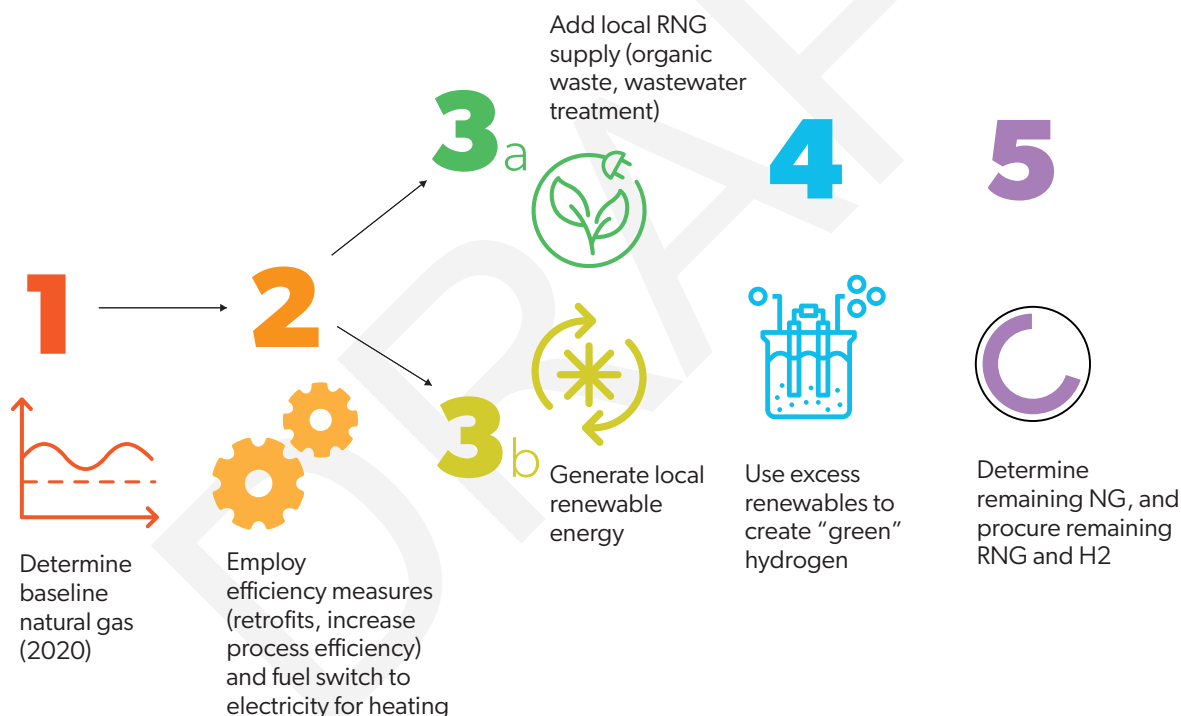 1
Determine
baseline
natural gas
(2020)
2
Employ
efficiency measures
(retrofits, increase
process efficiency)
and fuel switch to
electricity for heating
3a
Add local RNG
supply (organic
waste, wastewater
treatment)
3b
Generate local
renewable
energy
4
Use excess
renewables to
create “green”
hydrogen
5
Determine
remaining NG, and
procure remaining
RNG and H2
DRAF